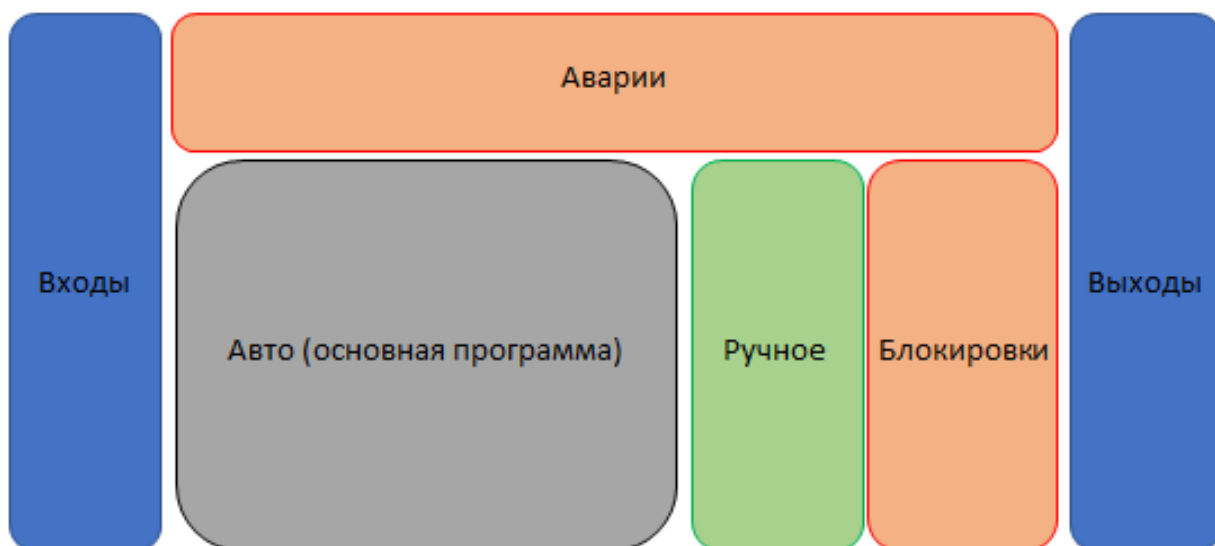 Аварии
Входы
Авто (основная программа)
Ручное
Блокировки
Выходы